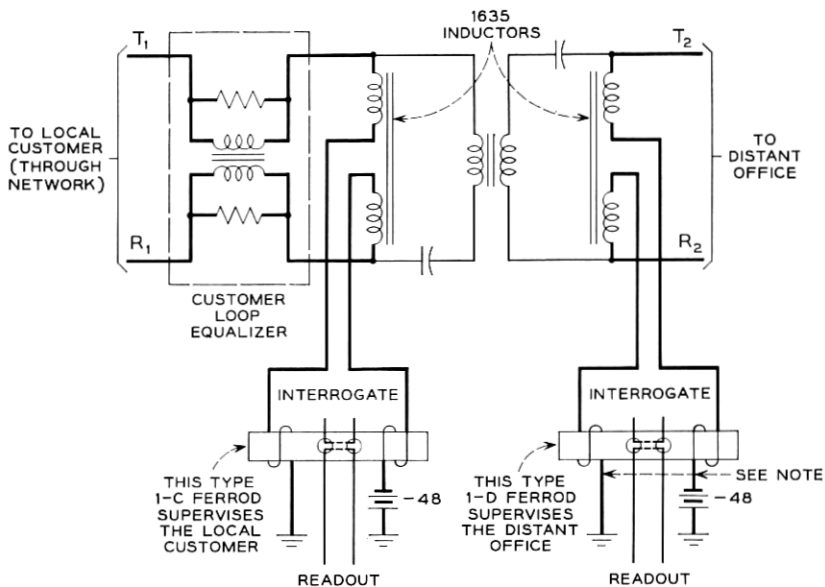 1635
INDUCTORS
T1
T2
TO LOCAL
CUSTOMER
(THROUGH
NETWORK)
TO
DISTANT
OFFICE
R1
R2
CUSTOMER
LOOP
EQUALIZER
INTERROGATE
INTERROGATE
THIS TYPE
1-C FERROD
SUPERVISES
THE LOCAL
CUSTOMER
-48
THIS TYPE
1-D FERROD
SUPERVISES
THE DISTANT
OFFICE
SEE NOTE
-48
READOUT
READOUT